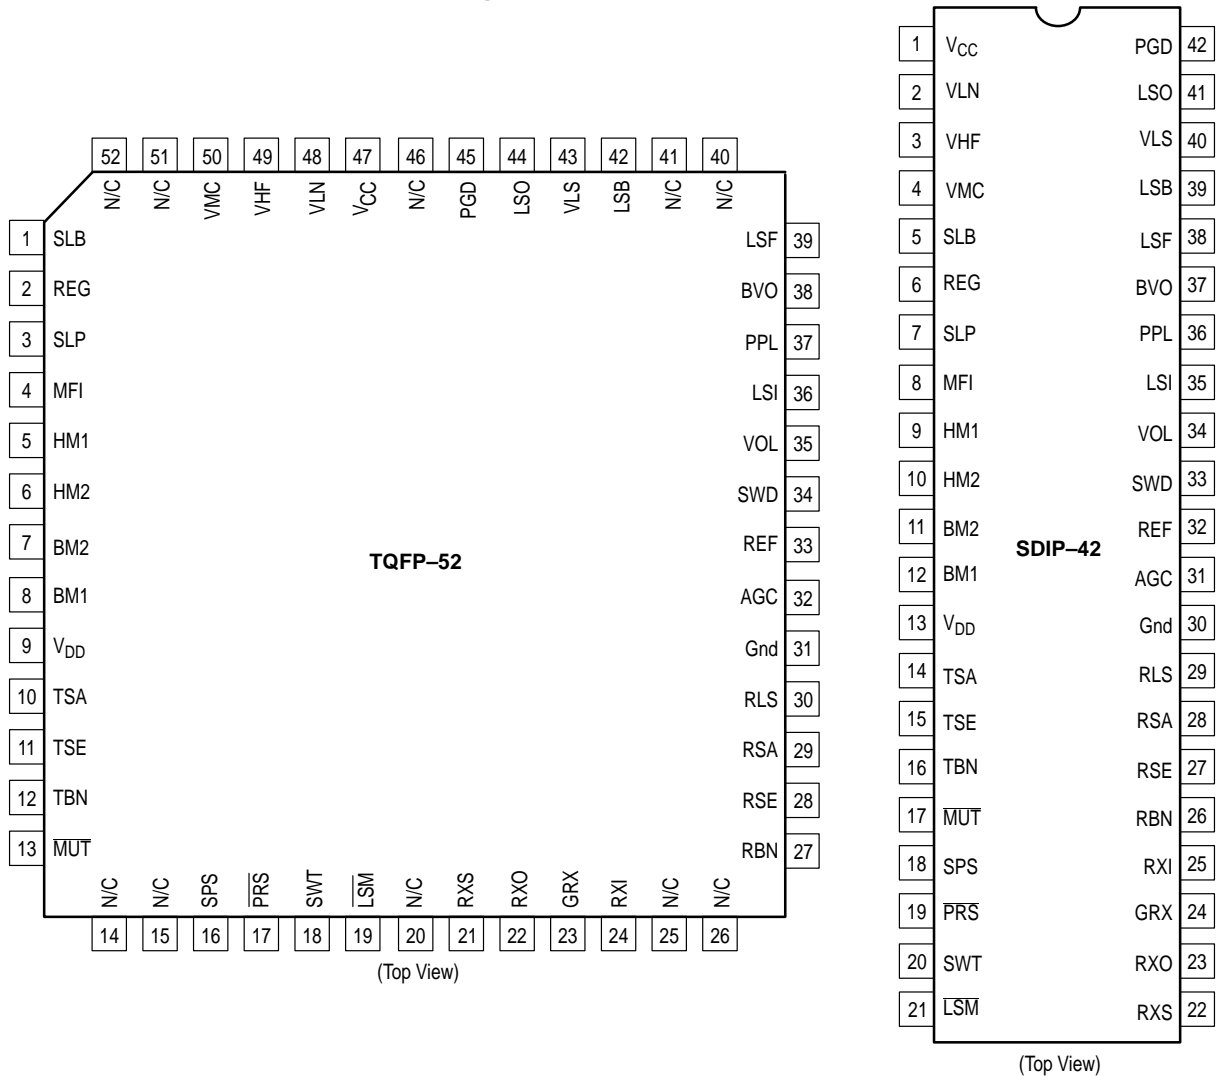 52 51 50 49 48 47 46 45 44 43 42 41 40
N/C N/C VMC VHF VLN VCC N/C PGD LSO VLS LSB N/C N/C
1 SLB LSF 39
2 REG BVO 38
3 SLP PPL 37
4 MFI LSI 36
5 HM1 VOL 35
6 HM2 SWD 34
7 BM2 REF 33
TQFP–52
8 BM1 AGC 32
9 VDD Gnd 31
10 TSA RLS 30
11 TSE RSA 29
12 TBN RSE 28
13 M̅U̅T̅ RBN 27
N/C N/C SPS P̅R̅S̅ SWT L̅S̅M̅ N/C RXS RXO GRX RXI N/C N/C
14 15 16 17 18 19 20 21 22 23 24 25 26
(Top View)
1 VCC PGD 42
2 VLN LSO 41
3 VHF VLS 40
4 VMC LSB 39
5 SLB LSF 38
6 REG BVO 37
7 SLP PPL 36
8 MFI LSI 35
9 HM1 VOL 34
10 HM2 SWD 33
11 BM2 REF 32
SDIP–42
12 BM1 AGC 31
13 VDD Gnd 30
14 TSA RLS 29
15 TSE RSA 28
16 TBN RSE 27
17 M̅U̅T̅ RBN 26
18 SPS RXI 25
19 P̅R̅S̅ GRX 24
20 SWT RXO 23
21 L̅S̅M̅ RXS 22
(Top View)